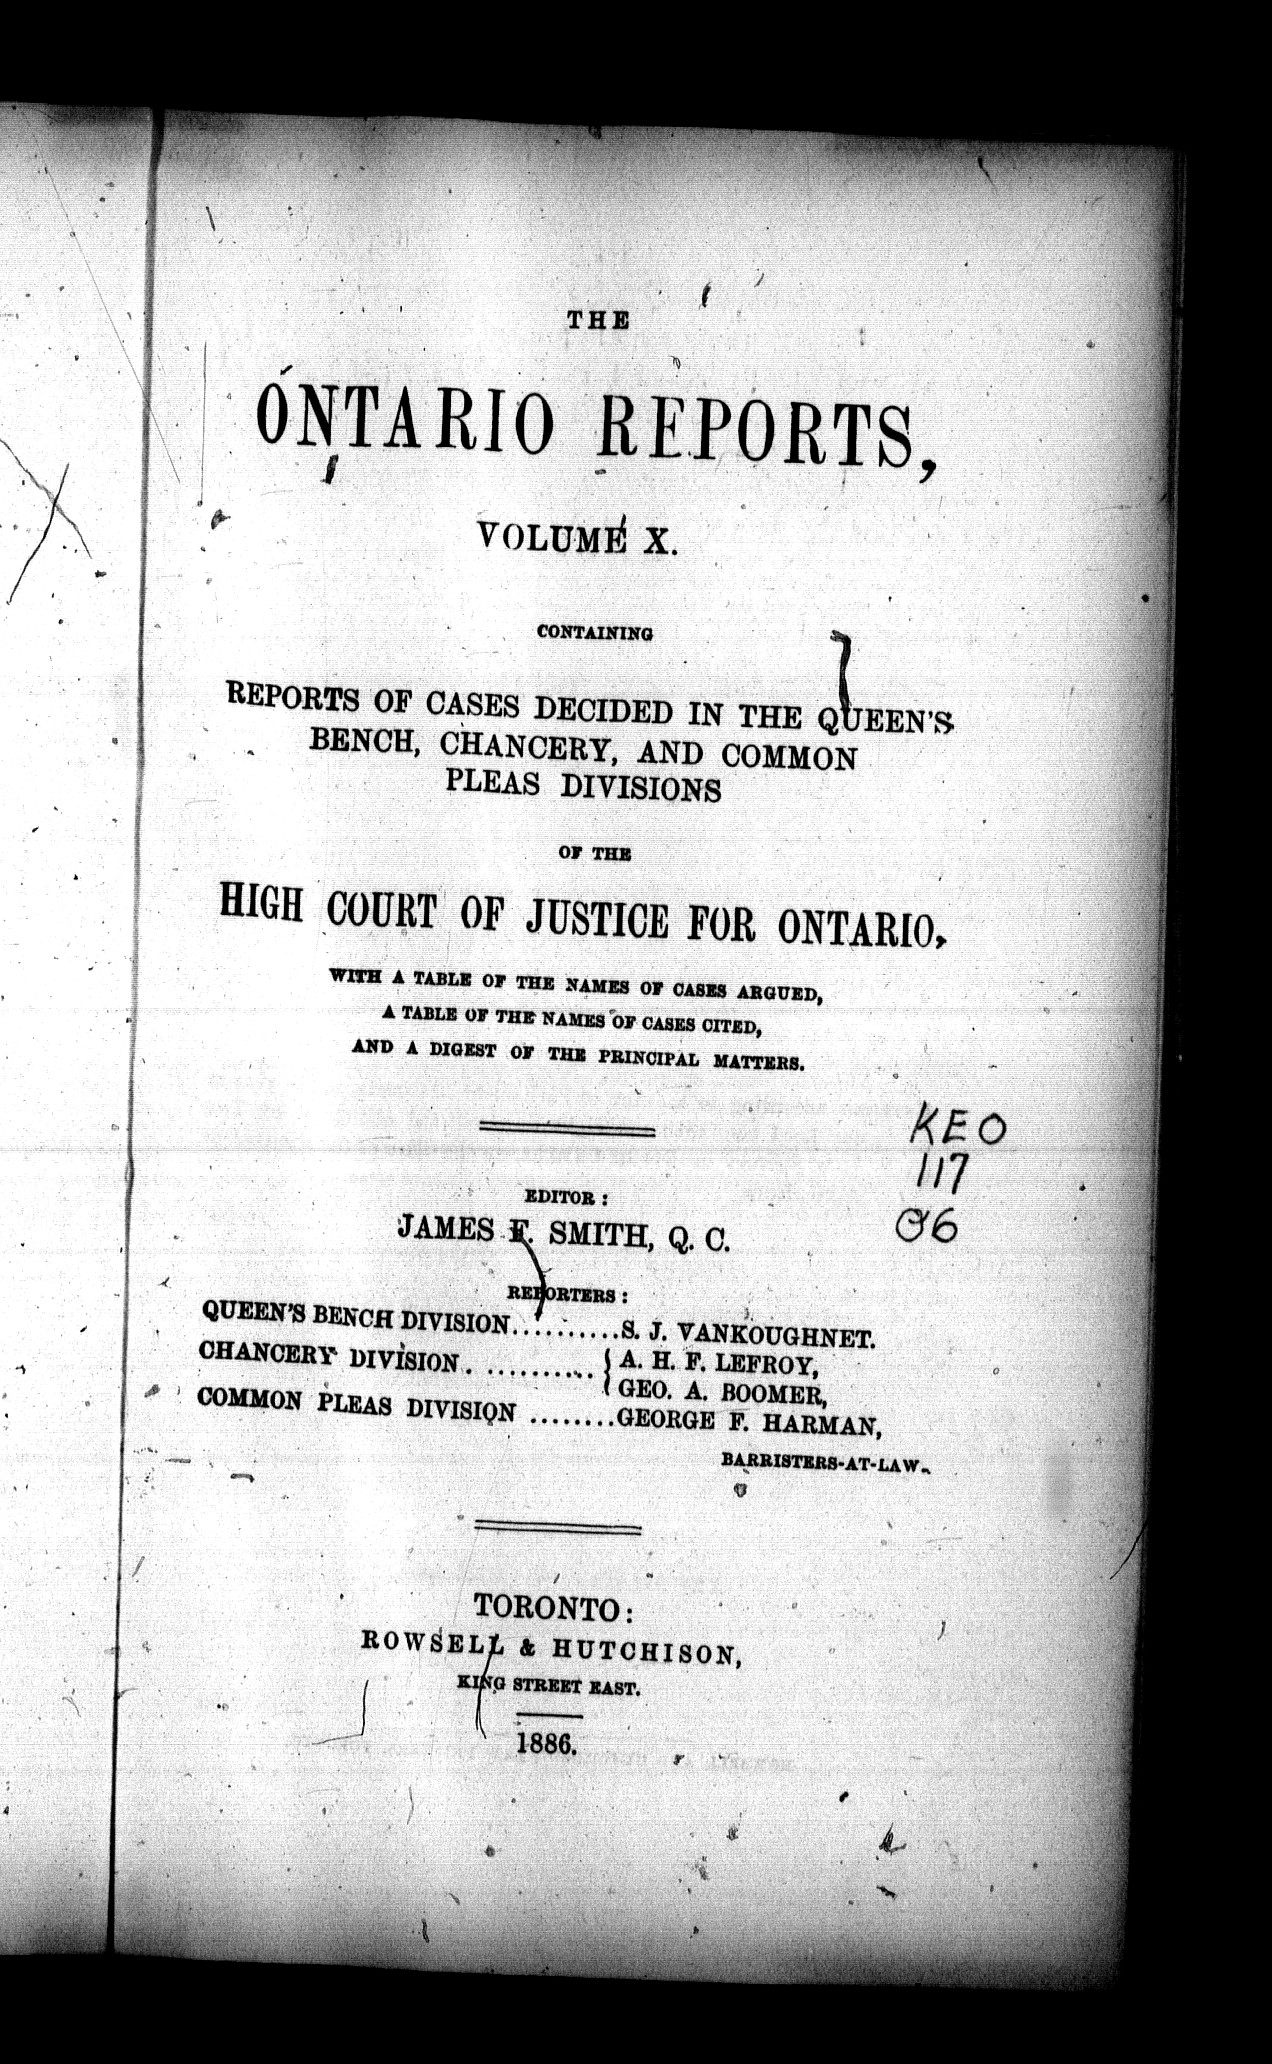 THE
ONTARIO REPORTS,
VOLUME X.
CONTAINING
REPORTS OF CASES DECIDED IN THE QUEEN'S
BENCH, CHANCERY, AND COMMON
PLEAS DIVISIONS
OF THE
HIGH COURT OF JUSTICE FOR ONTARIO,
WITH A TABLE OF THE NAMES OF CASES ARGUED,
A TABLE OF THE NAMES OF CASES CITED,
AND A DIGEST OF THE PRINCIPAL MATTERS.
KEO
117
O6
EDITOR:
JAMES F. SMITH, Q. C.
REPORTERS:
QUEEN'S BENCH DIVISION..........S. J. VANKOUGHNET.
CHANCERY DIVISION. .......... { A. H. F. LEFROY,
{ GEO. A. BOOMER,
COMMON PLEAS DIVISION ........GEORGE F. HARMAN,
BARRISTERS-AT-LAW.
TORONTO:
ROWSELL & HUTCHISON,
KING STREET EAST.
1886.